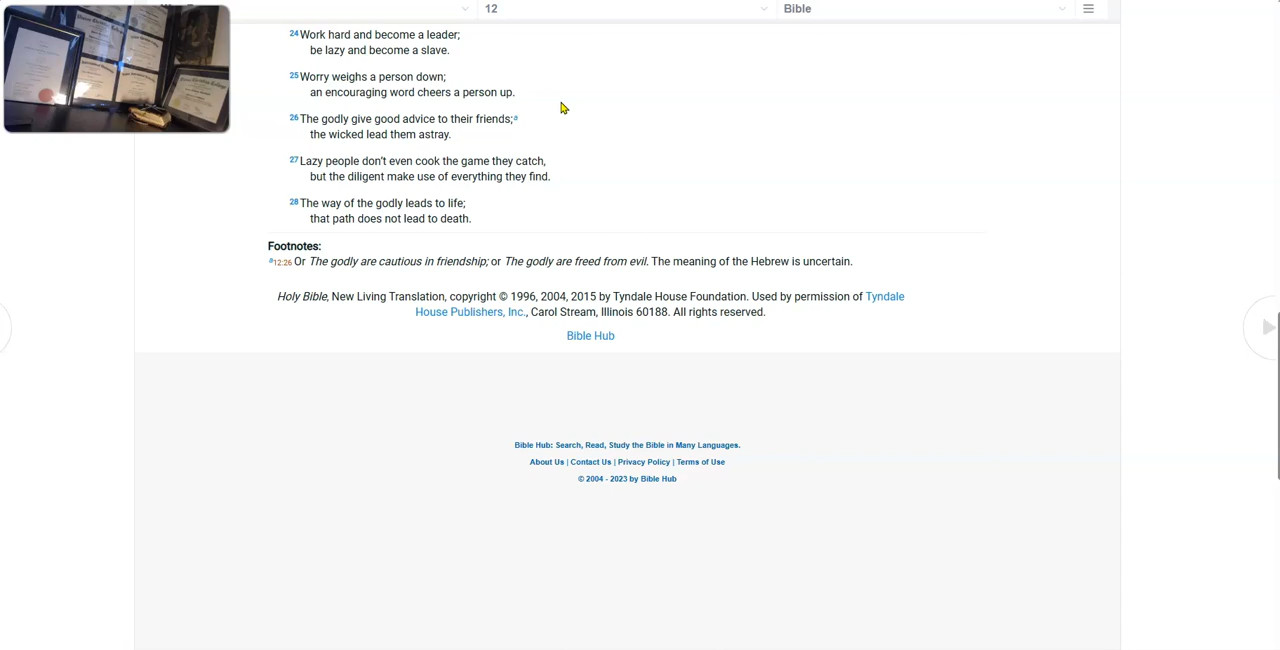 12
Bible
24 Work hard and become a leader;
be lazy and become a slave.
25 Worry weighs a person down;
an encouraging word cheers a person up.
26 The godly give good advice to their friends;a
the wicked lead them astray.
27 Lazy people don’t even cook the game they catch,
but the diligent make use of everything they find.
28 The way of the godly leads to life;
that path does not lead to death.
Footnotes:
a 12:26 Or The godly are cautious in friendship; or The godly are freed from evil. The meaning of the Hebrew is uncertain.
Holy Bible, New Living Translation, copyright © 1996, 2004, 2015 by Tyndale House Foundation. Used by permission of Tyndale
House Publishers, Inc., Carol Stream, Illinois 60188. All rights reserved.
Bible Hub
Bible Hub: Search, Read, Study the Bible in Many Languages.
About Us | Contact Us | Privacy Policy | Terms of Use
© 2004 - 2023 by Bible Hub